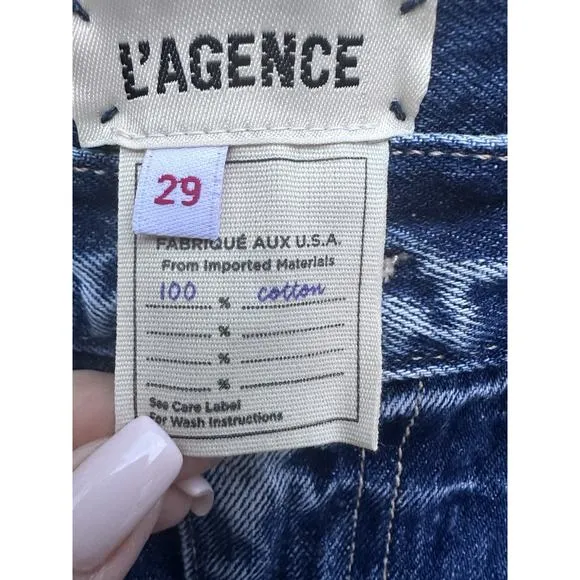 L'AGENCE
29
FABRIQUÉ AUX U.S.A.
From Imported Materials
100 % cotton
%
%
%
See Care Label
For Wash Instructions